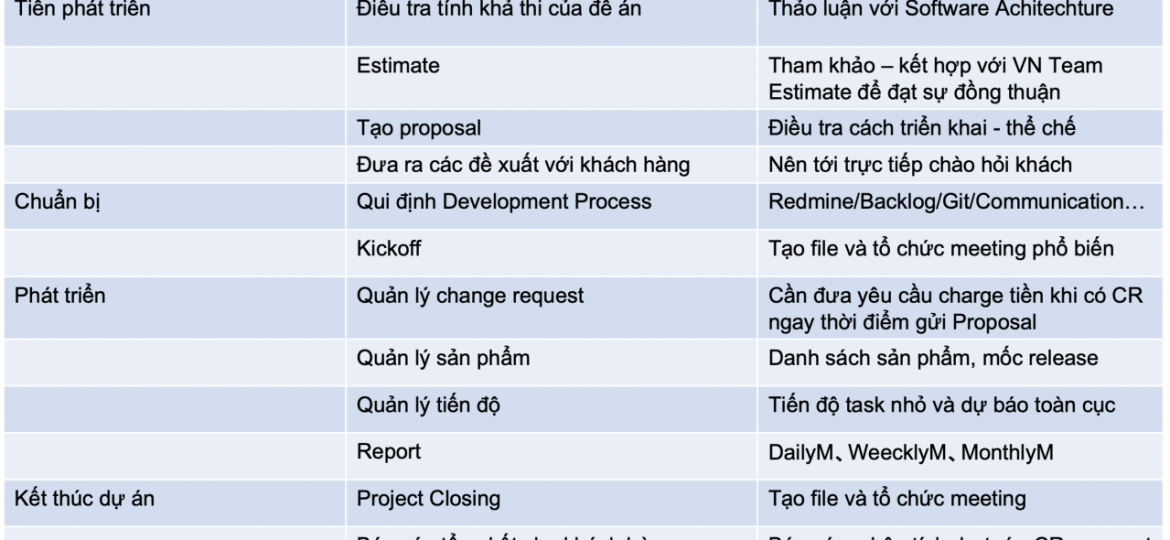 Tiền phát triển
Điều tra tính khả thi của đề án
Thảo luận với Software Achitechture
Estimate
Tham khảo – kết hợp với VN Team
Estimate để đạt sự đồng thuận
Tạo proposal
Điều tra cách triển khai - thể chế
Đưa ra các đề xuất với khách hàng
Nên tới trực tiếp chào hỏi khách
Chuẩn bị
Qui định Development Process
Redmine/Backlog/Git/Communication…
Kickoff
Tạo file và tổ chức meeting phổ biến
Phát triển
Quản lý change request
Cần đưa yêu cầu charge tiền khi có CR
ngay thời điểm gửi Proposal
Quản lý sản phẩm
Danh sách sản phẩm, mốc release
Quản lý tiến độ
Tiến độ task nhỏ và dự báo toàn cục
Report
DailyM、WeecklyM、MonthlyM
Kết thúc dự án
Project Closing
Tạo file và tổ chức meeting